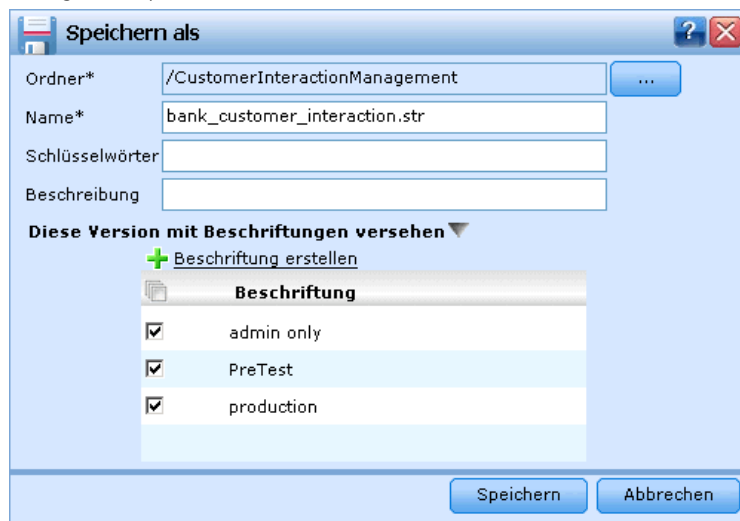 Speichern als
?
Ordner* /CustomerInteractionManagement ...
Name* bank_customer_interaction.str
Schlüsselwörter
Beschreibung
Diese Version mit Beschriftungen versehen
Beschriftung erstellen
Beschriftung
admin only
PreTest
production
Speichern Abbrechen